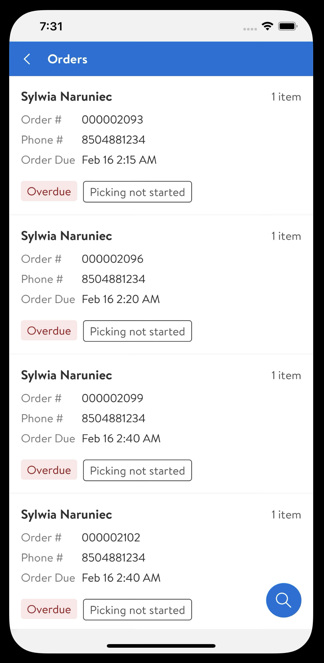 7:31
Orders
Sylwia Naruniec 1 item
Order # 000002093
Phone # 8504881234
Order Due Feb 16 2:15 AM
Overdue Picking not started
Sylwia Naruniec 1 item
Order # 000002096
Phone # 8504881234
Order Due Feb 16 2:20 AM
Overdue Picking not started
Sylwia Naruniec 1 item
Order # 000002099
Phone # 8504881234
Order Due Feb 16 2:40 AM
Overdue Picking not started
Sylwia Naruniec 1 item
Order # 000002102
Phone # 8504881234
Order Due Feb 16 2:40 AM
Overdue Picking not started